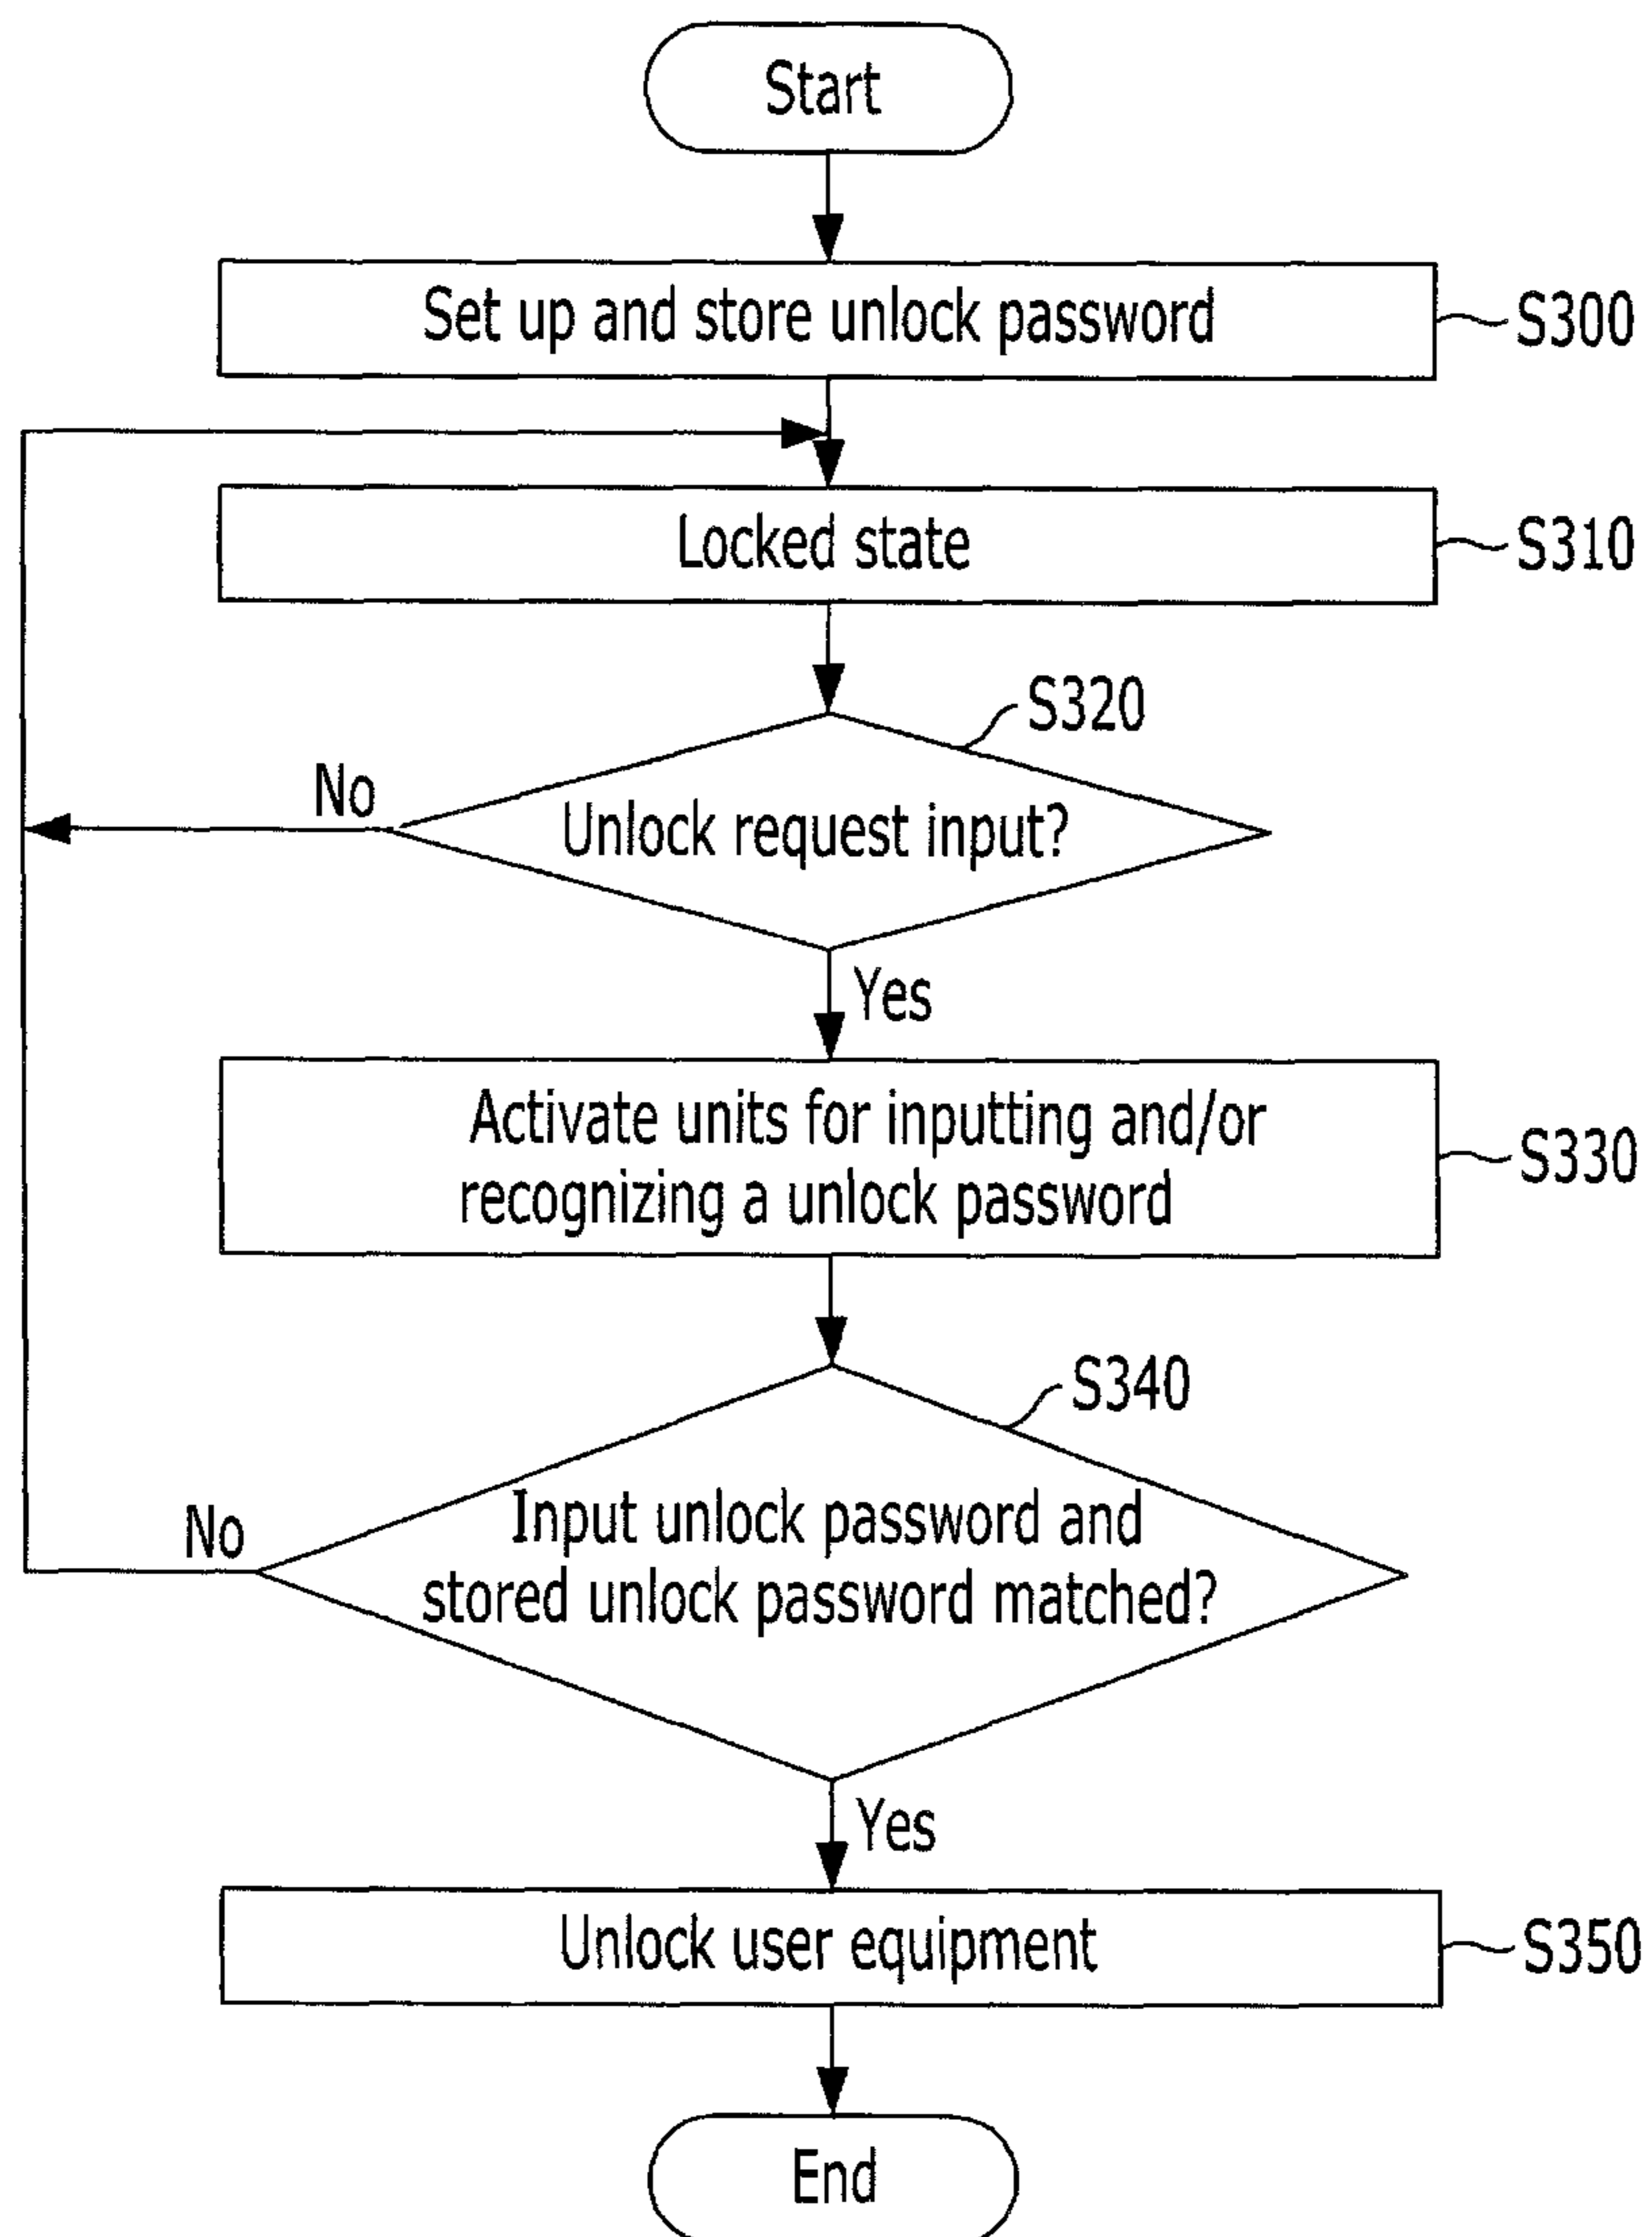 Start
Set up and store unlock password
S300
Locked state
S310
S320
No
Unlock request input?
Yes
Activate units for inputting and/or
recognizing a unlock password
S330
S340
No
Input unlock password and
stored unlock password matched?
Yes
Unlock user equipment
S350
End